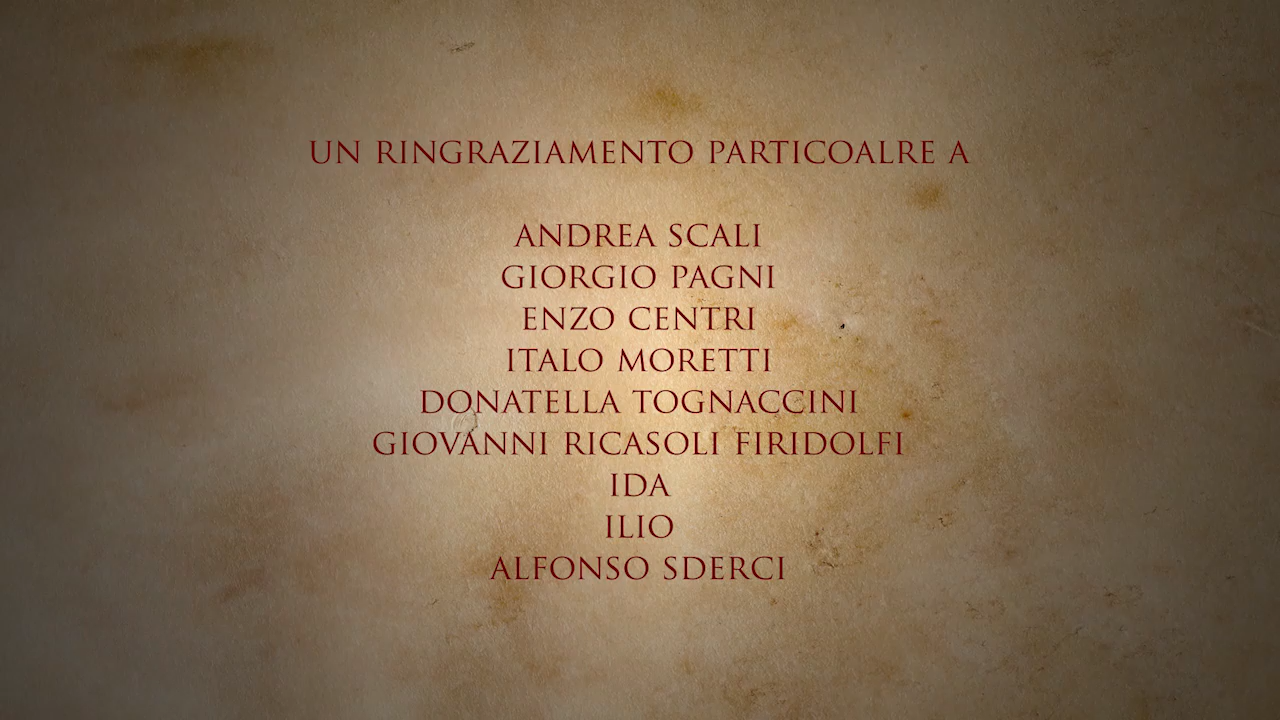 UN RINGRAZIAMENTO PARTICOALRE A
ANDREA SCALI
GIORGIO PAGNI
ENZO CENTRI
ITALO MORETTI
DONATELLA TOGNACCINI
GIOVANNI RICASOLI FIRIDOLFI
IDA
ILIO
ALFONSO SDERCI